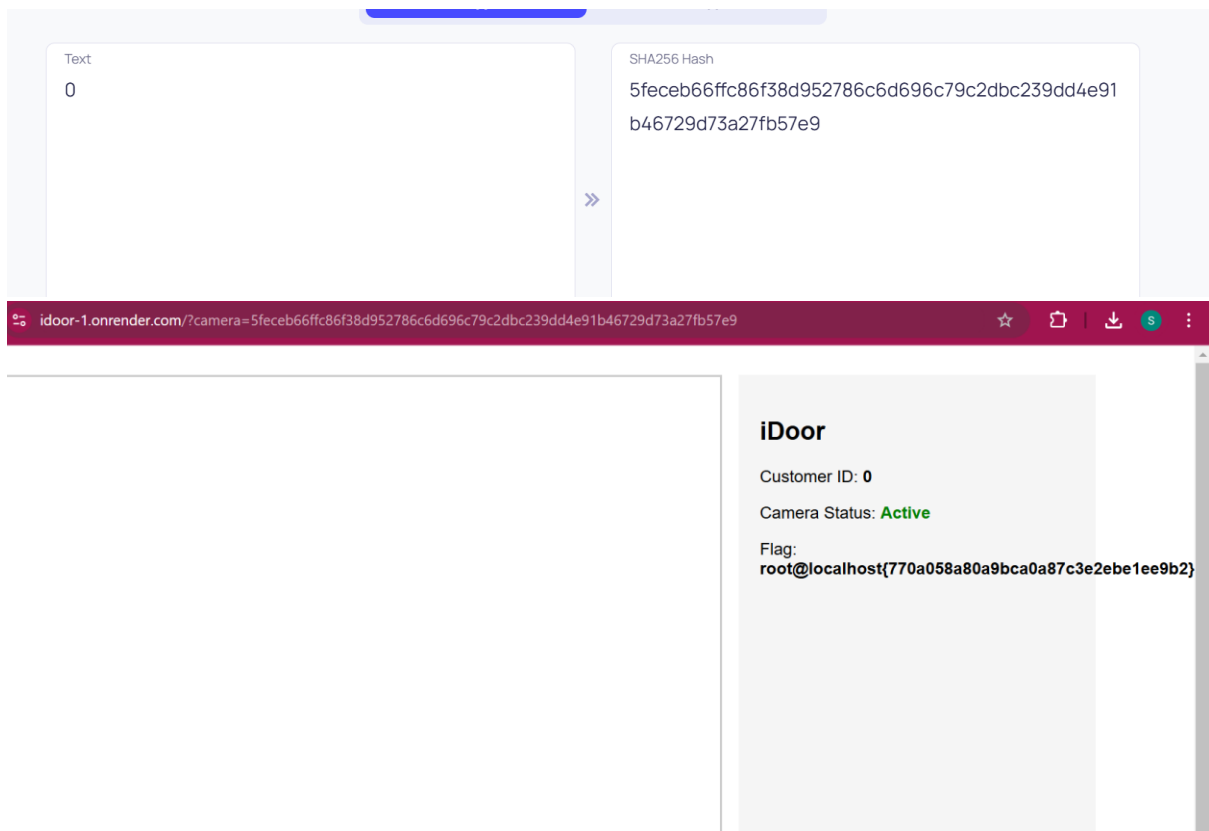 Text
SHA256 Hash
0
5feceb66ffc86f38d952786c6d696c79c2dbc239dd4e91
b46729d73a27fb57e9
idoor-1.onrender.com/?camera=5feceb66ffc86f38d952786c6d696c79c2dbc239dd4e91b46729d73a27fb57e9
S
iDoor
Customer ID: 0
Camera Status: Active
Flag:
root@localhost{770a058a80a9bca0a87c3e2ebe1ee9b2}